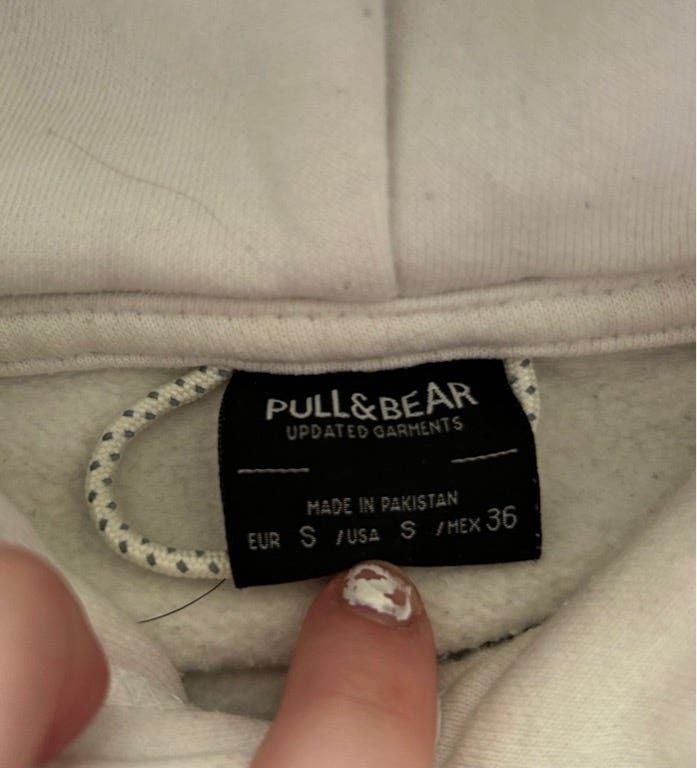 PULL&BEAR
UPDATED GARMENTS
MADE IN PAKISTAN
EUR S /USA S /MEX 36